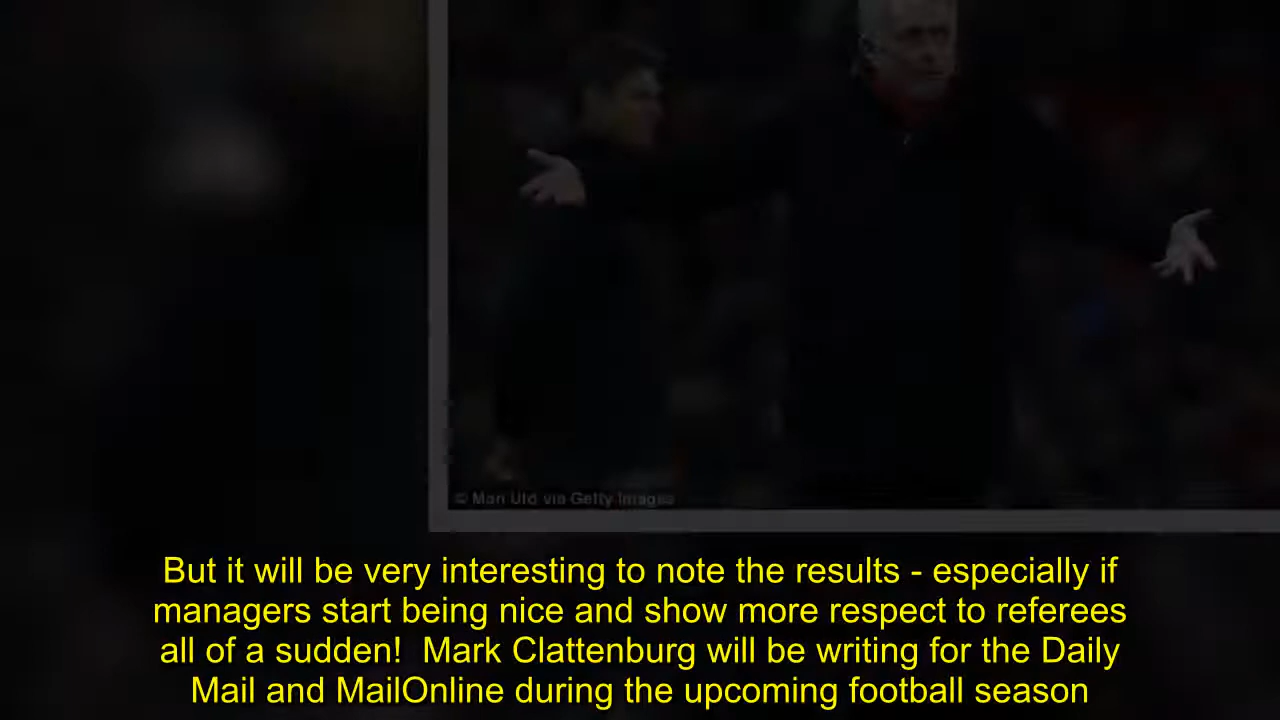 © Man Utd via Getty Images
But it will be very interesting to note the results - especially if
managers start being nice and show more respect to referees
all of a sudden!  Mark Clattenburg will be writing for the Daily
Mail and MailOnline during the upcoming football season